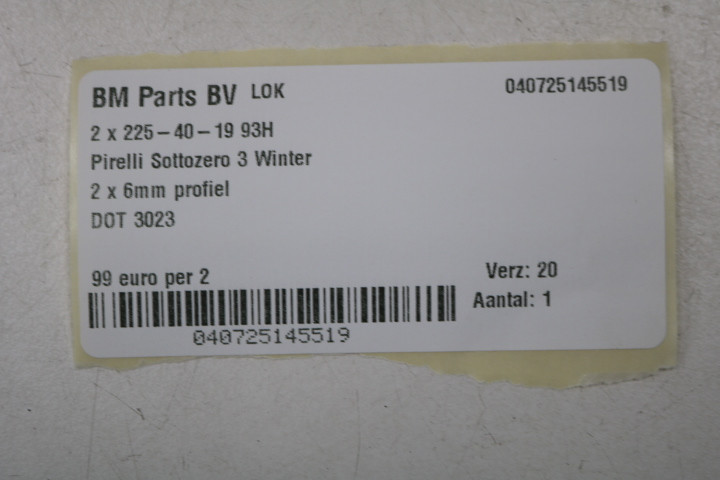 BM Parts BV LOK 040725145519
2 x 225-40-19 93H
Pirelli Sottozero 3 Winter
2 x 6mm profiel
DOT 3023
99 euro per 2 Verz: 20
Aantal: 1
040725145519